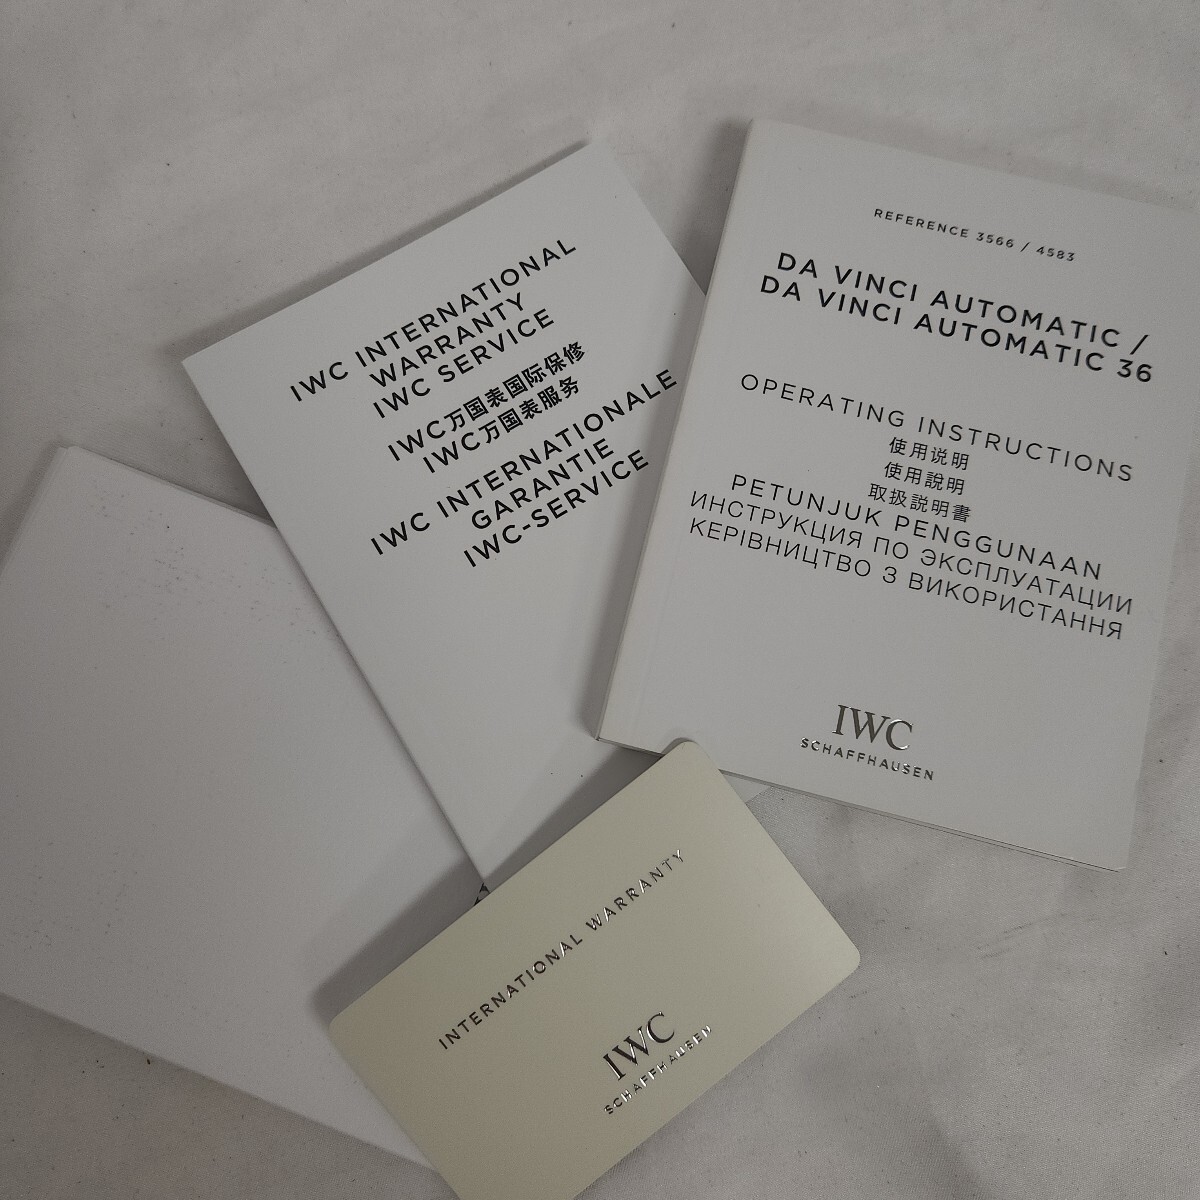 IWC INTERNATIONAL
WARRANTY
IWC SERVICE
IWC万国表国际保修
IWC万国表服务
IWC INTERNATIONALE
GARANTIE
IWC-SERVICE
REFERENCE 3566 / 4583
DA VINCI AUTOMATIC /
DA VINCI AUTOMATIC 36
OPERATING INSTRUCTIONS
使用说明
使用說明
取扱説明書
PETUNJUK PENGGUNAAN
ИНСТРУКЦИЯ ПО ЭКСПЛУАТАЦИИ
КЕРІВНИЦТВО З ВИКОРИСТАННЯ
IWC
SCHAFFHAUSEN
INTERNATIONAL WARRANTY
IWC
SCHAFFHAUSEN